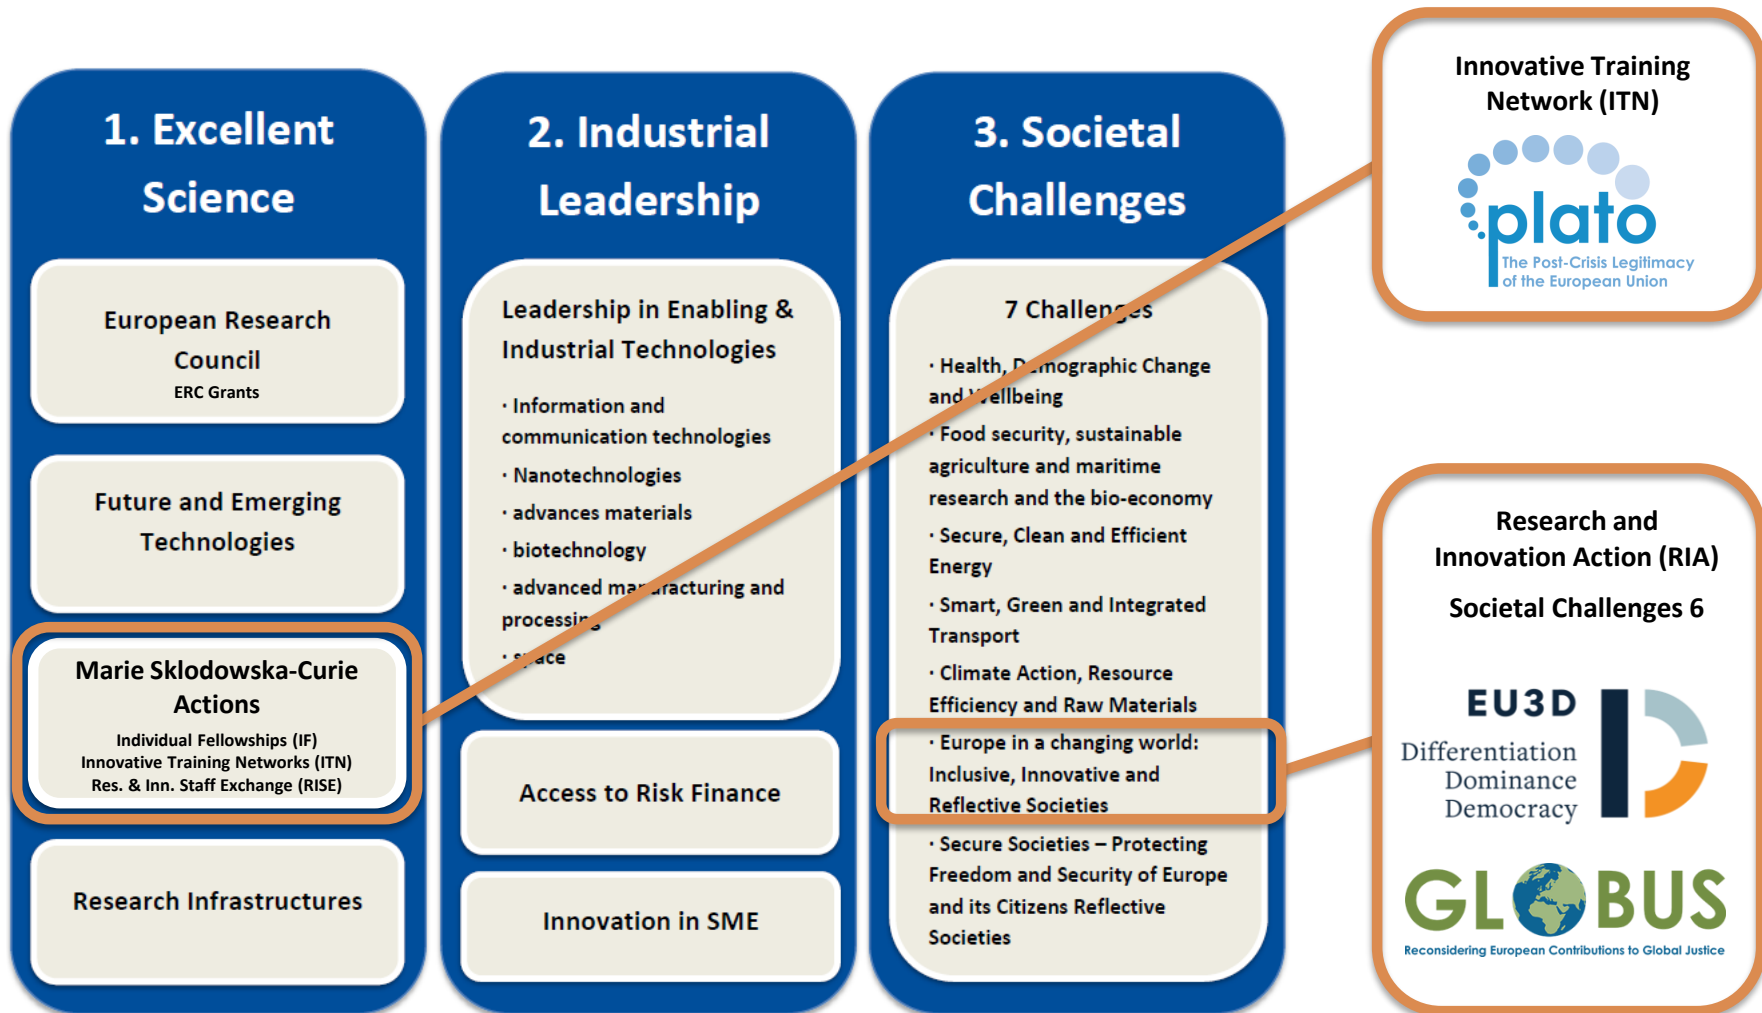 1. Excellent
Science
European Research
Council
ERC Grants
Future and Emerging
Technologies
Marie Sklodowska-Curie
Actions
Individual Fellowships (IF)
Innovative Training Networks (ITN)
Res. & Inn. Staff Exchange (RISE)
Research Infrastructures
2. Industrial
Leadership
Leadership in Enabling &
Industrial Technologies
· Information and
communication technologies
· Nanotechnologies
· advances materials
· biotechnology
· advanced manufacturing and
processing
· space
Access to Risk Finance
Innovation in SME
3. Societal
Challenges
7 Challenges
· Health, Demographic Change
and Wellbeing
· Food security, sustainable
agriculture and maritime
research and the bio-economy
· Secure, Clean and Efficient
Energy
· Smart, Green and Integrated
Transport
· Climate Action, Resource
Efficiency and Raw Materials
· Europe in a changing world:
Inclusive, Innovative and
Reflective Societies
· Secure Societies – Protecting
Freedom and Security of Europe
and its Citizens Reflective
Societies
Innovative Training
Network (ITN)
plato
The Post-Crisis Legitimacy
of the European Union
Research and
Innovation Action (RIA)
Societal Challenges 6
EU3D
Differentiation
Dominance
Democracy
GLOBUS
Reconsidering European Contributions to Global Justice